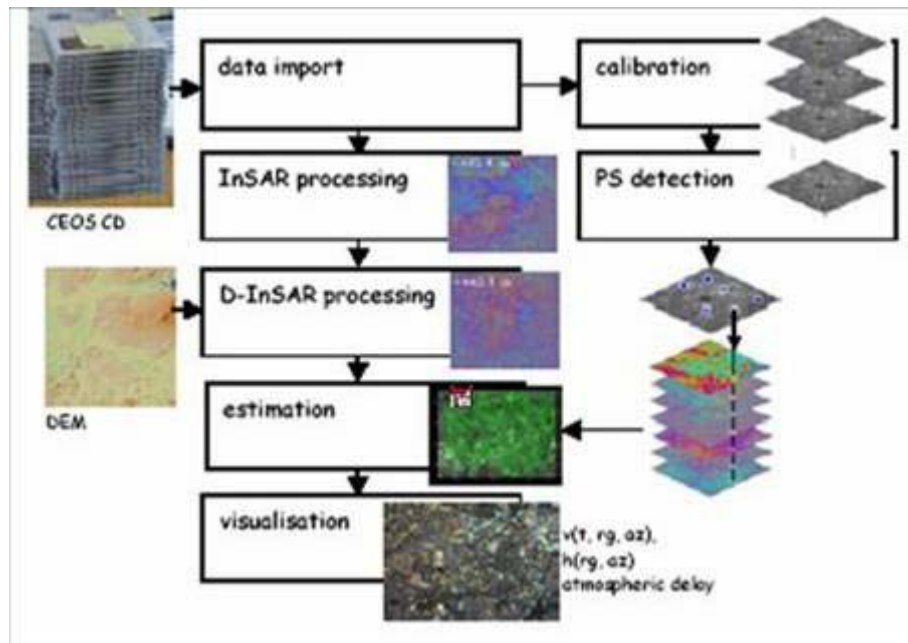 data import
calibration
InSAR processing
PS detection
CEOS CD
D-InSAR processing
DEM
estimation
visualisation
v(t, rg, az),
h(rg, az)
atmospheric delay